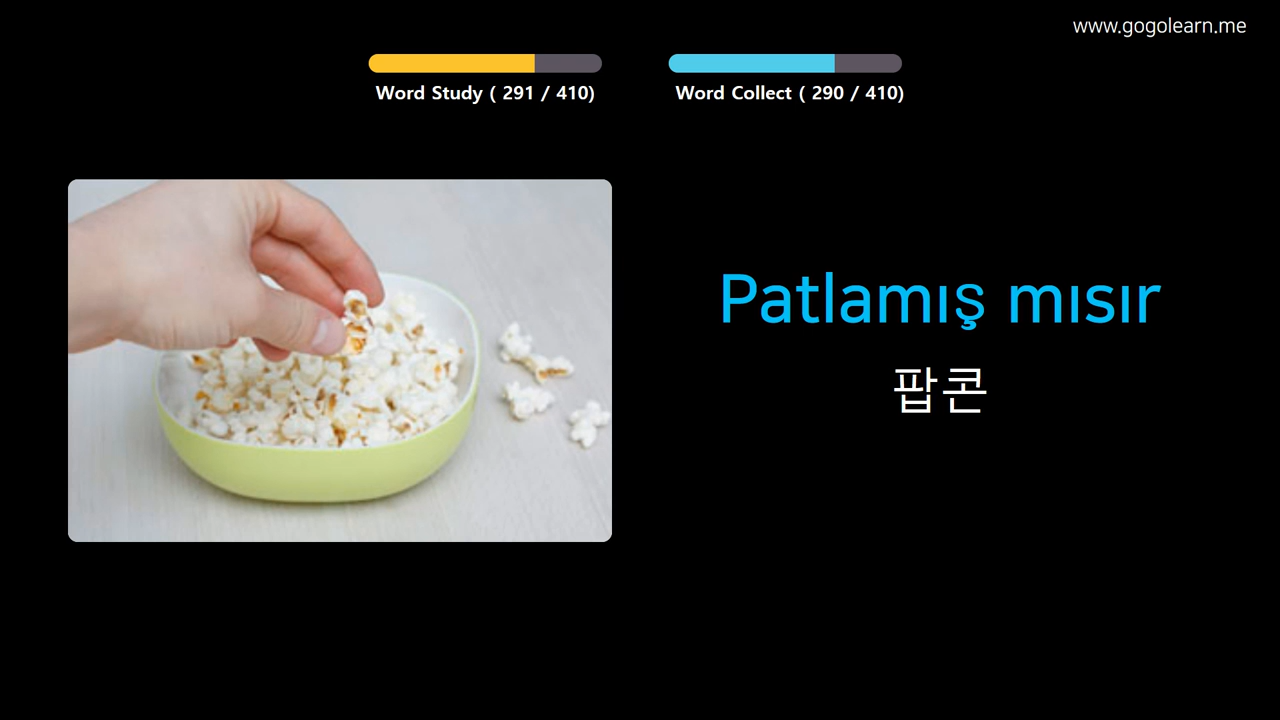 www.gogolearn.me
Word Study ( 291 / 410)
Word Collect ( 290 / 410)
Patlamış mısır
팝콘